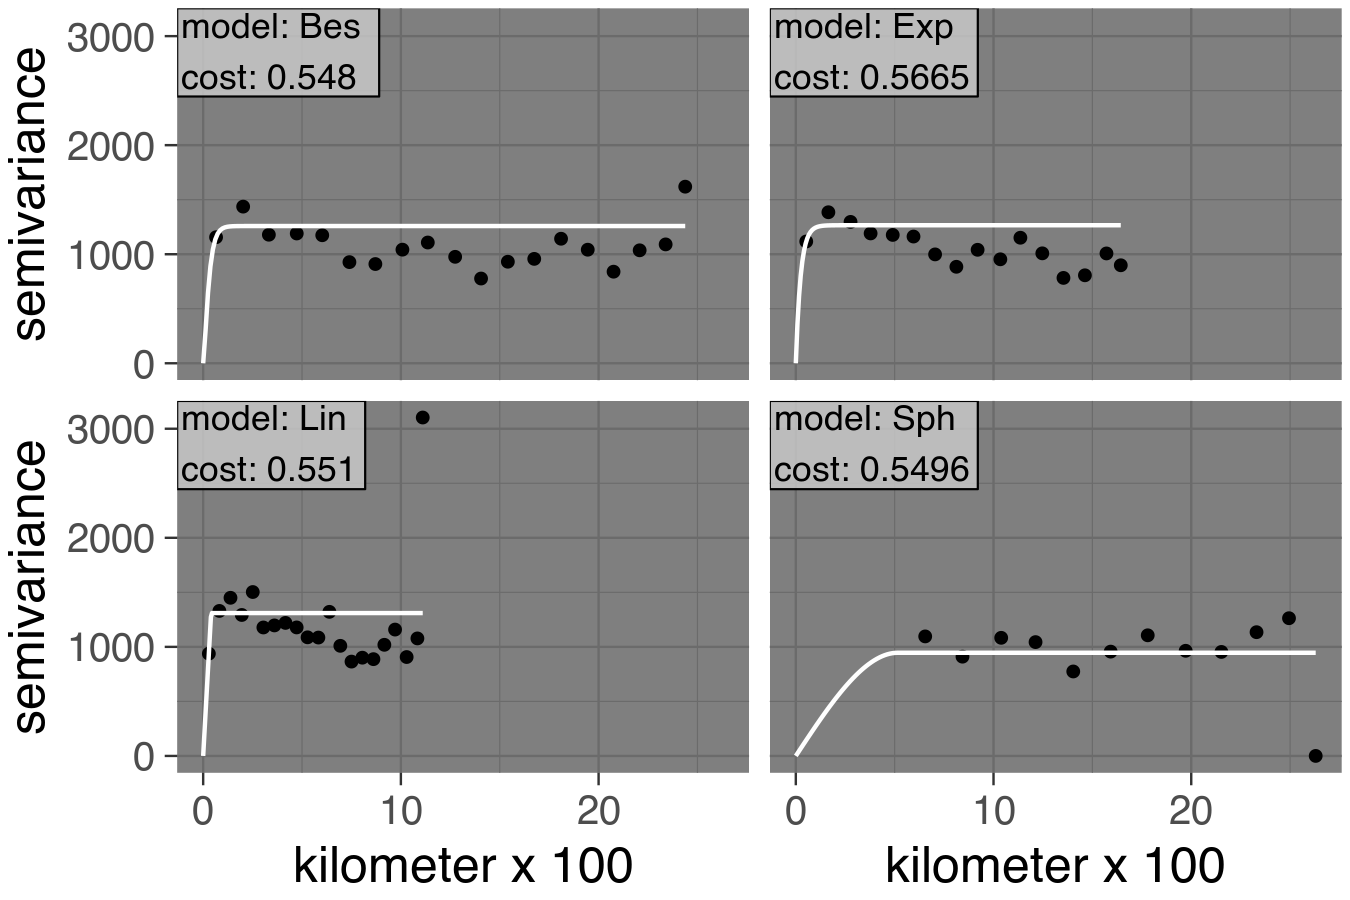 model: Bes
cost: 0.548
model: Exp
cost: 0.5665
3000
2000
1000
0
semivariance
model: Lin
cost: 0.551
model: Sph
cost: 0.5496
3000
2000
1000
0
semivariance
0 10 20
0 10 20
kilometer x 100
kilometer x 100